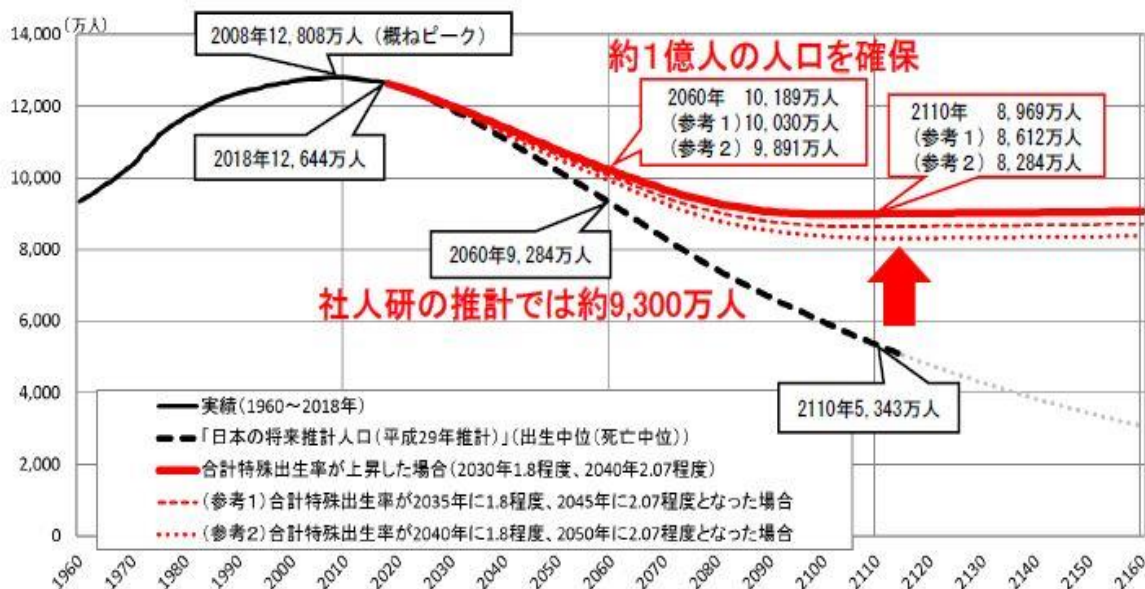 (万人)
14,000
12,000
10,000
8,000
6,000
4,000
2,000
0
2008年12,808万人(概ねピーク)
2018年12,644万人
約1億人の人口を確保
2060年 10,189万人
(参考1)10,030万人
(参考2) 9,891万人
2110年 8,969万人
(参考1) 8,612万人
(参考2) 8,284万人
2060年9,284万人
社人研の推計では約9,300万人
2110年5,343万人
実績(1960~2018年)
「日本の将来推計人口(平成29年推計)」(出生中位(死亡中位))
合計特殊出生率が上昇した場合(2030年1.8程度、2040年2.07程度)
(参考1)合計特殊出生率が2035年に1.8程度、2045年に2.07程度となった場合
(参考2)合計特殊出生率が2040年に1.8程度、2050年に2.07程度となった場合
1960 1970 1980 1990 2000 2010 2020 2030 2040 2050 2060 2070 2080 2090 2100 2110 2120 2130 2140 2150 2160